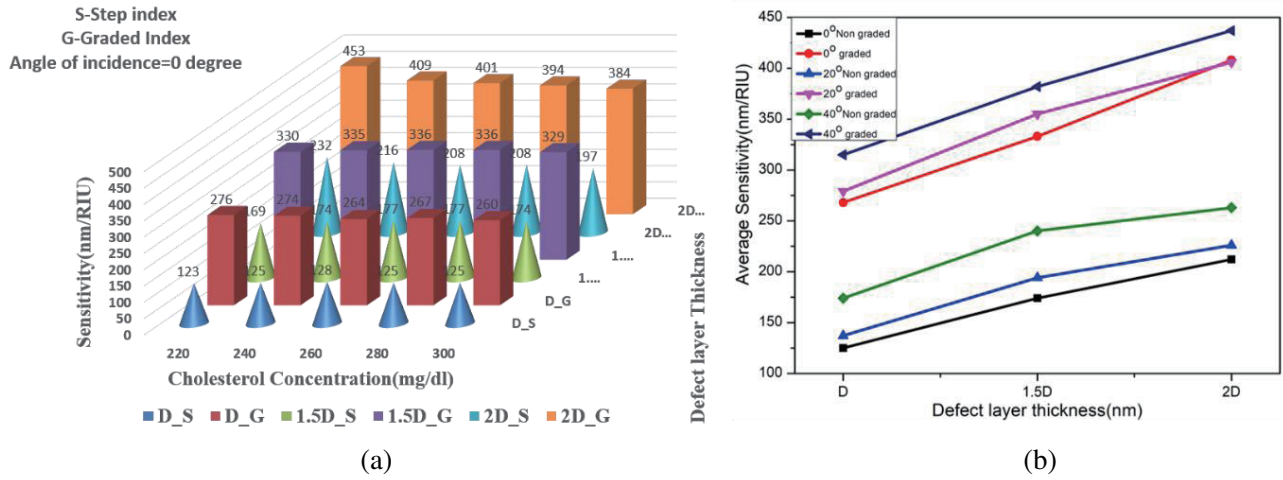 S-Step index
G-Graded Index
Angle of incidence=0 degree
453
409
401
394
384
330
335
336
336
329
232
216
208
208
197
276
274
264
267
260
169
174
177
177
174
123
125
128
125
125
Sensitivity(nm/RIU)
500
450
400
350
300
250
200
150
100
50
0
220
240
260
280
300
Cholesterol Concentration(mg/dl)
D_S
D_G
1....
1....
2D...
2D...
Defect layer Thickness
D_S D_G 1.5D_S 1.5D_G 2D_S 2D_G
(a)
450
400
350
300
250
200
150
100
Average Sensitivity(nm/RIU)
0° Non graded
0° graded
20° Non graded
20° graded
40° Non graded
40° graded
D
1.5D
2D
Defect layer thickness(nm)
(b)